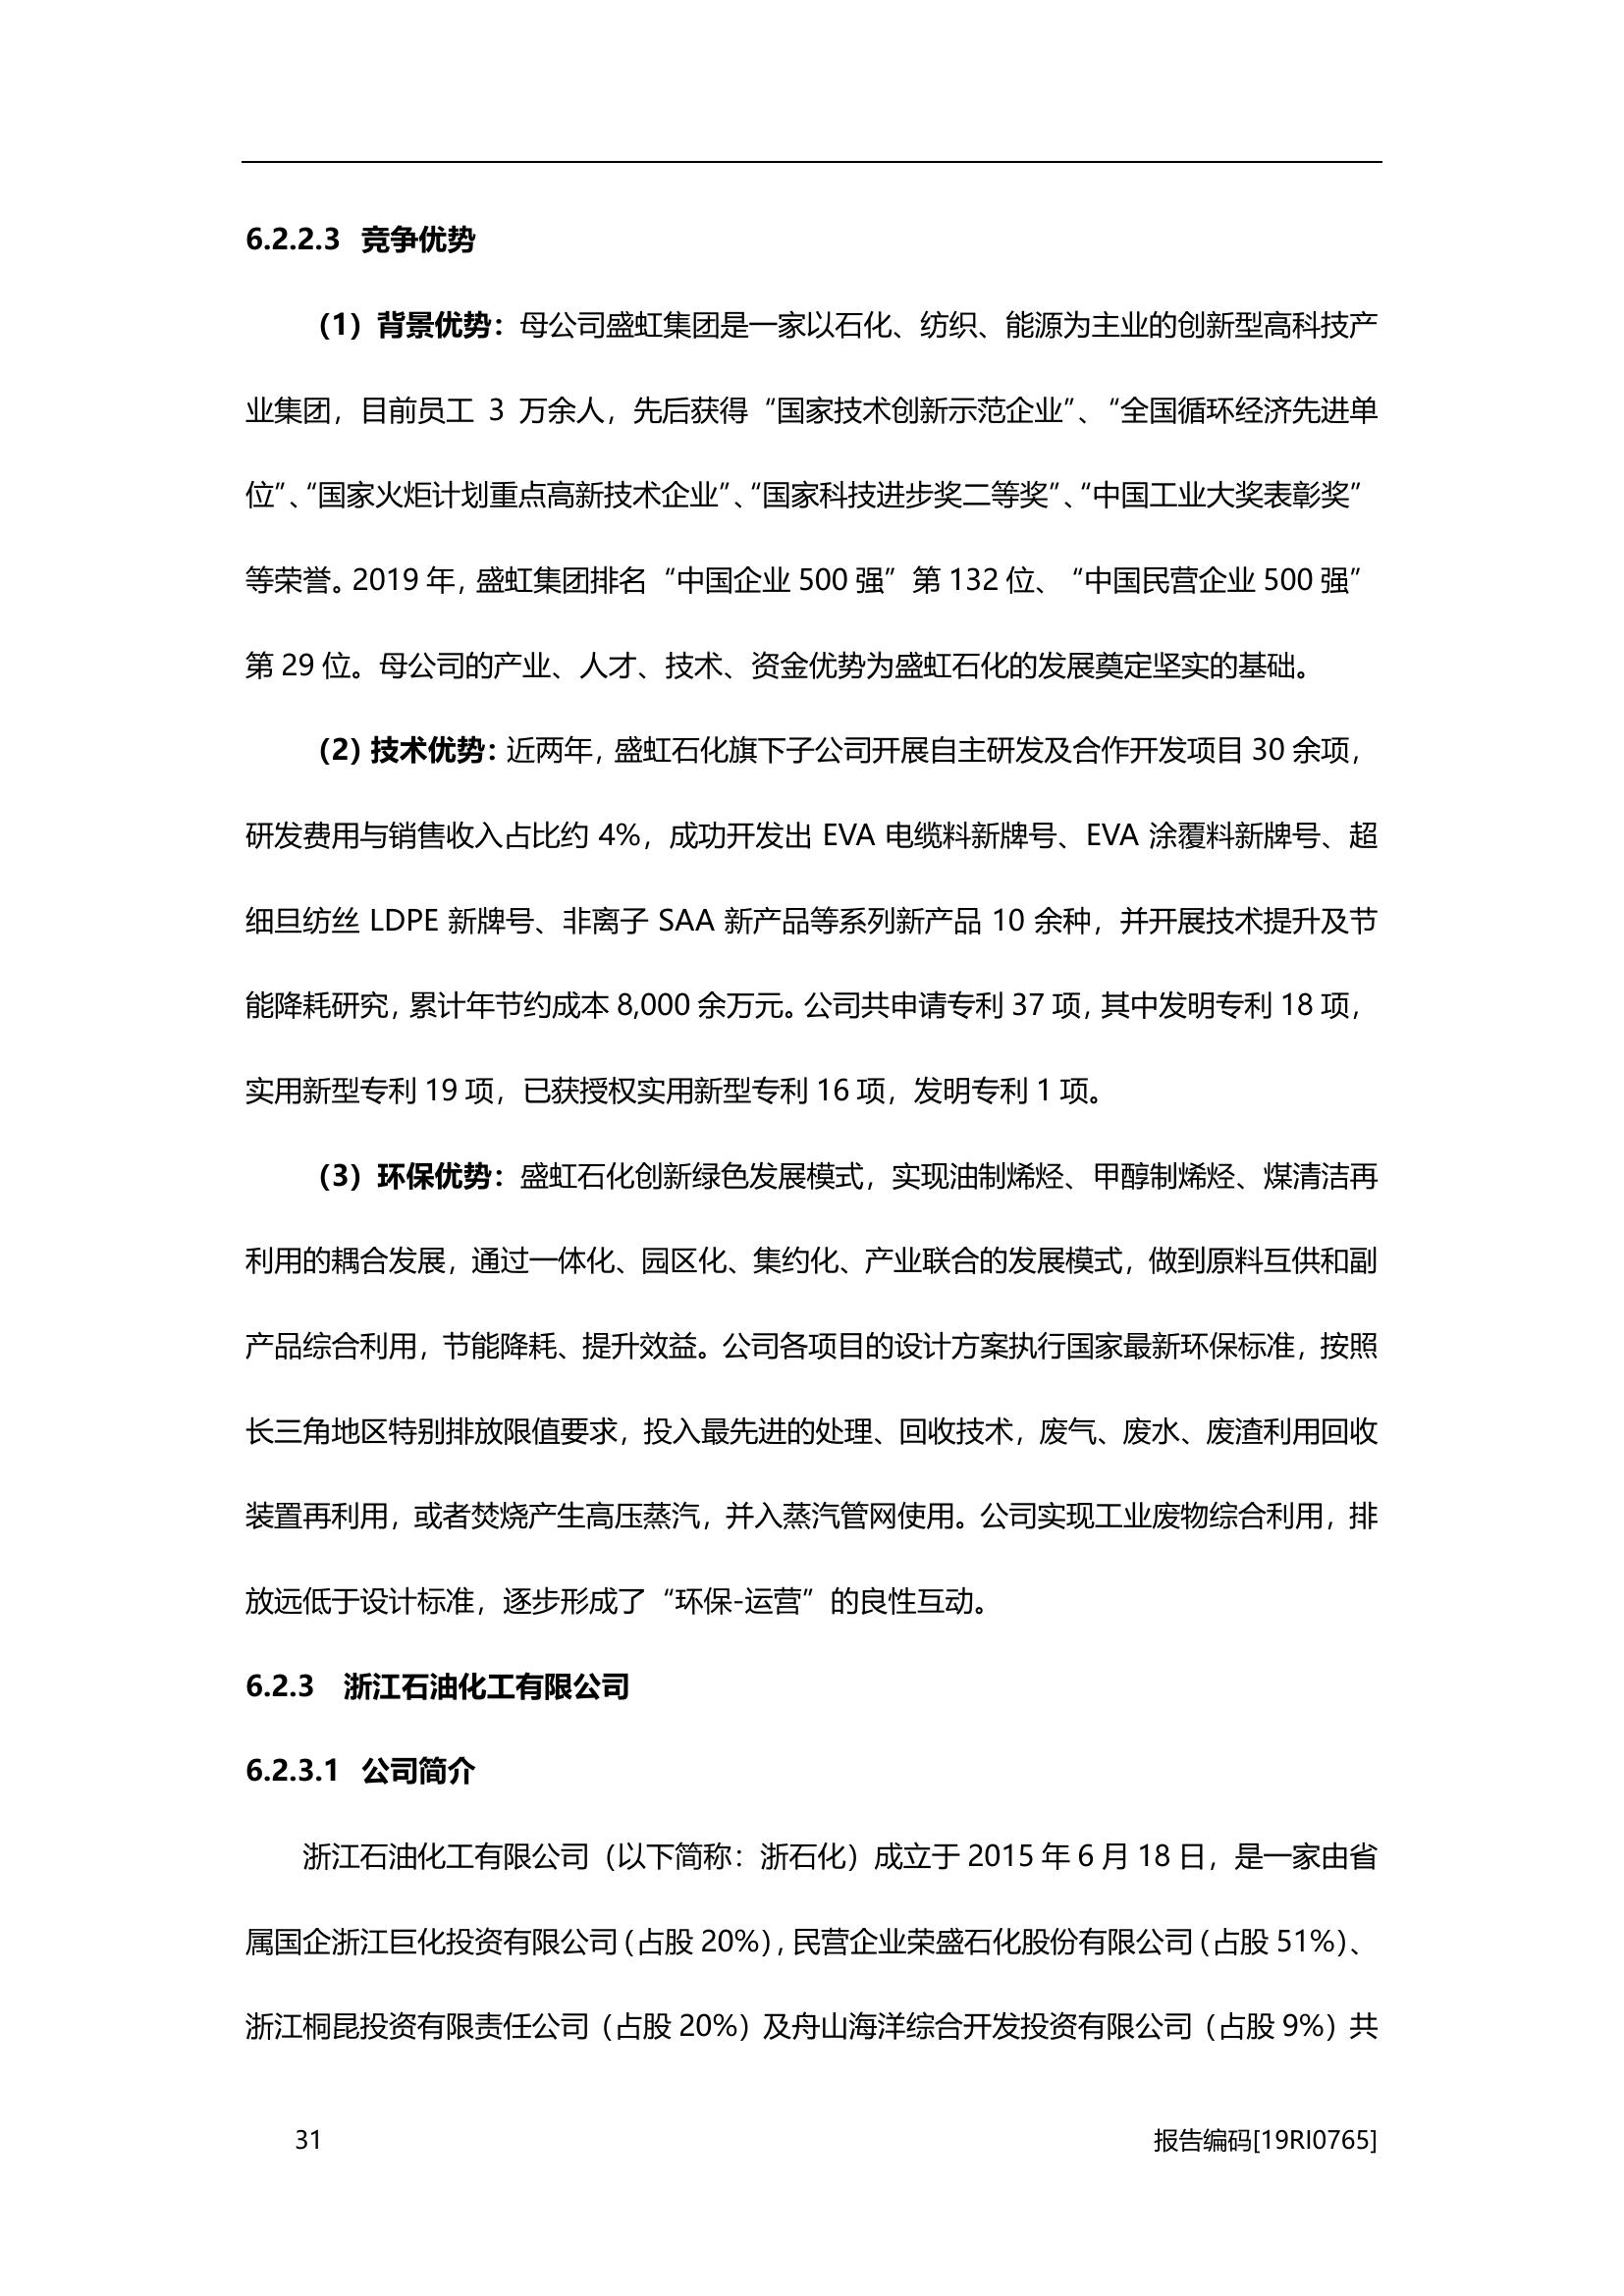 6.2.2.3 竞争优势
（1）背景优势：母公司盛虹集团是一家以石化、纺织、能源为主业的创新型高科技产
业集团，目前员工 3 万余人，先后获得“国家技术创新示范企业”、“全国循环经济先进单
位”、“国家火炬计划重点高新技术企业”、“国家科技进步奖二等奖”、“中国工业大奖表彰奖”
等荣誉。2019 年，盛虹集团排名“中国企业 500 强”第 132 位、“中国民营企业 500 强”
第 29 位。母公司的产业、人才、技术、资金优势为盛虹石化的发展奠定坚实的基础。
（2）技术优势：近两年，盛虹石化旗下子公司开展自主研发及合作开发项目 30 余项，
研发费用与销售收入占比约 4%，成功开发出 EVA 电缆料新牌号、EVA 涂覆料新牌号、超
细旦纺丝 LDPE 新牌号、非离子 SAA 新产品等系列新产品 10 余种，并开展技术提升及节
能降耗研究，累计年节约成本 8,000 余万元。公司共申请专利 37 项，其中发明专利 18 项，
实用新型专利 19 项，已获授权实用新型专利 16 项，发明专利 1 项。
（3）环保优势：盛虹石化创新绿色发展模式，实现油制烯烃、甲醇制烯烃、煤清洁再
利用的耦合发展，通过一体化、园区化、集约化、产业联合的发展模式，做到原料互供和副
产品综合利用，节能降耗、提升效益。公司各项目的设计方案执行国家最新环保标准，按照
长三角地区特别排放限值要求，投入最先进的处理、回收技术，废气、废水、废渣利用回收
装置再利用，或者焚烧产生高压蒸汽，并入蒸汽管网使用。公司实现工业废物综合利用，排
放远低于设计标准，逐步形成了“环保-运营”的良性互动。
6.2.3 浙江石油化工有限公司
6.2.3.1 公司简介
浙江石油化工有限公司（以下简称：浙石化）成立于 2015 年 6 月 18 日，是一家由省
属国企浙江巨化投资有限公司（占股 20%），民营企业荣盛石化股份有限公司（占股 51%）、
浙江桐昆投资有限责任公司（占股 20%）及舟山海洋综合开发投资有限公司（占股 9%）共
31 报告编码[19RI0765]